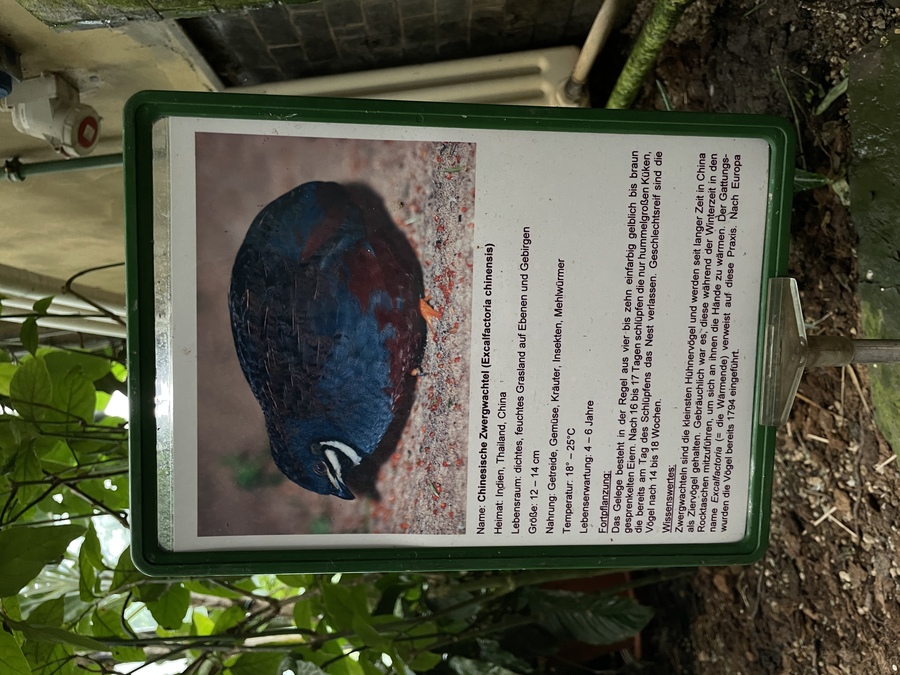 Name: Chinesische Zwergwachtel (Excalfactoria chinensis)
Heimat: Indien, Thailand, China
Lebensraum: dichtes, feuchtes Grasland auf Ebenen und Gebirgen
Größe: 12 – 14 cm
Nahrung: Getreide, Gemüse, Kräuter, Insekten, Mehlwürmer
Temperatur: 18° – 25°C
Lebenserwartung: 4 – 6 Jahre
Fortpflanzung:
Das Gelege besteht in der Regel aus vier bis zehn einfarbig gelblich bis braun
gesprenkelten Eiern. Nach 16 bis 17 Tagen schlüpfen die nur hummelgroßen Küken,
die bereits am Tag des Schlüpfens das Nest verlassen. Geschlechtsreif sind die
Vögel nach 14 bis 18 Wochen.
Wissenswertes:
Zwergwachteln sind die kleinsten Hühnervögel und werden seit langer Zeit in China
als Ziervögel gehalten. Gebräuchlich war es, diese während der Winterzeit in den
Rocktaschen mitzuführen, um sich an ihnen die Hände zu wärmen. Der Gattungs-
name Excalfactoria (= die Wärmende) verweist auf diese Praxis. Nach Europa
wurden die Vögel bereits 1794 eingeführt.